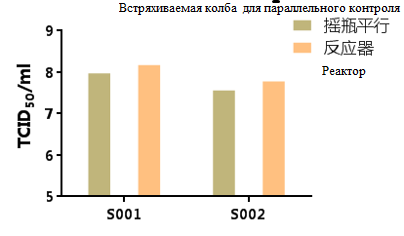 Встряхиваемая колба для параллельного контроля
摇瓶平行
反应器
Реактор
TCID50/ml
9
8
7
6
5
S001
S002